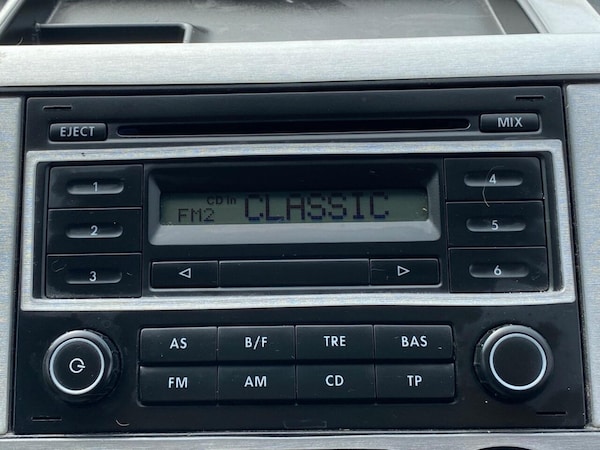 EJECT
MIX
1
2
3
CD in
FM2 CLASSIC
4
5
6
AS B/F TRE BAS
FM AM CD TP